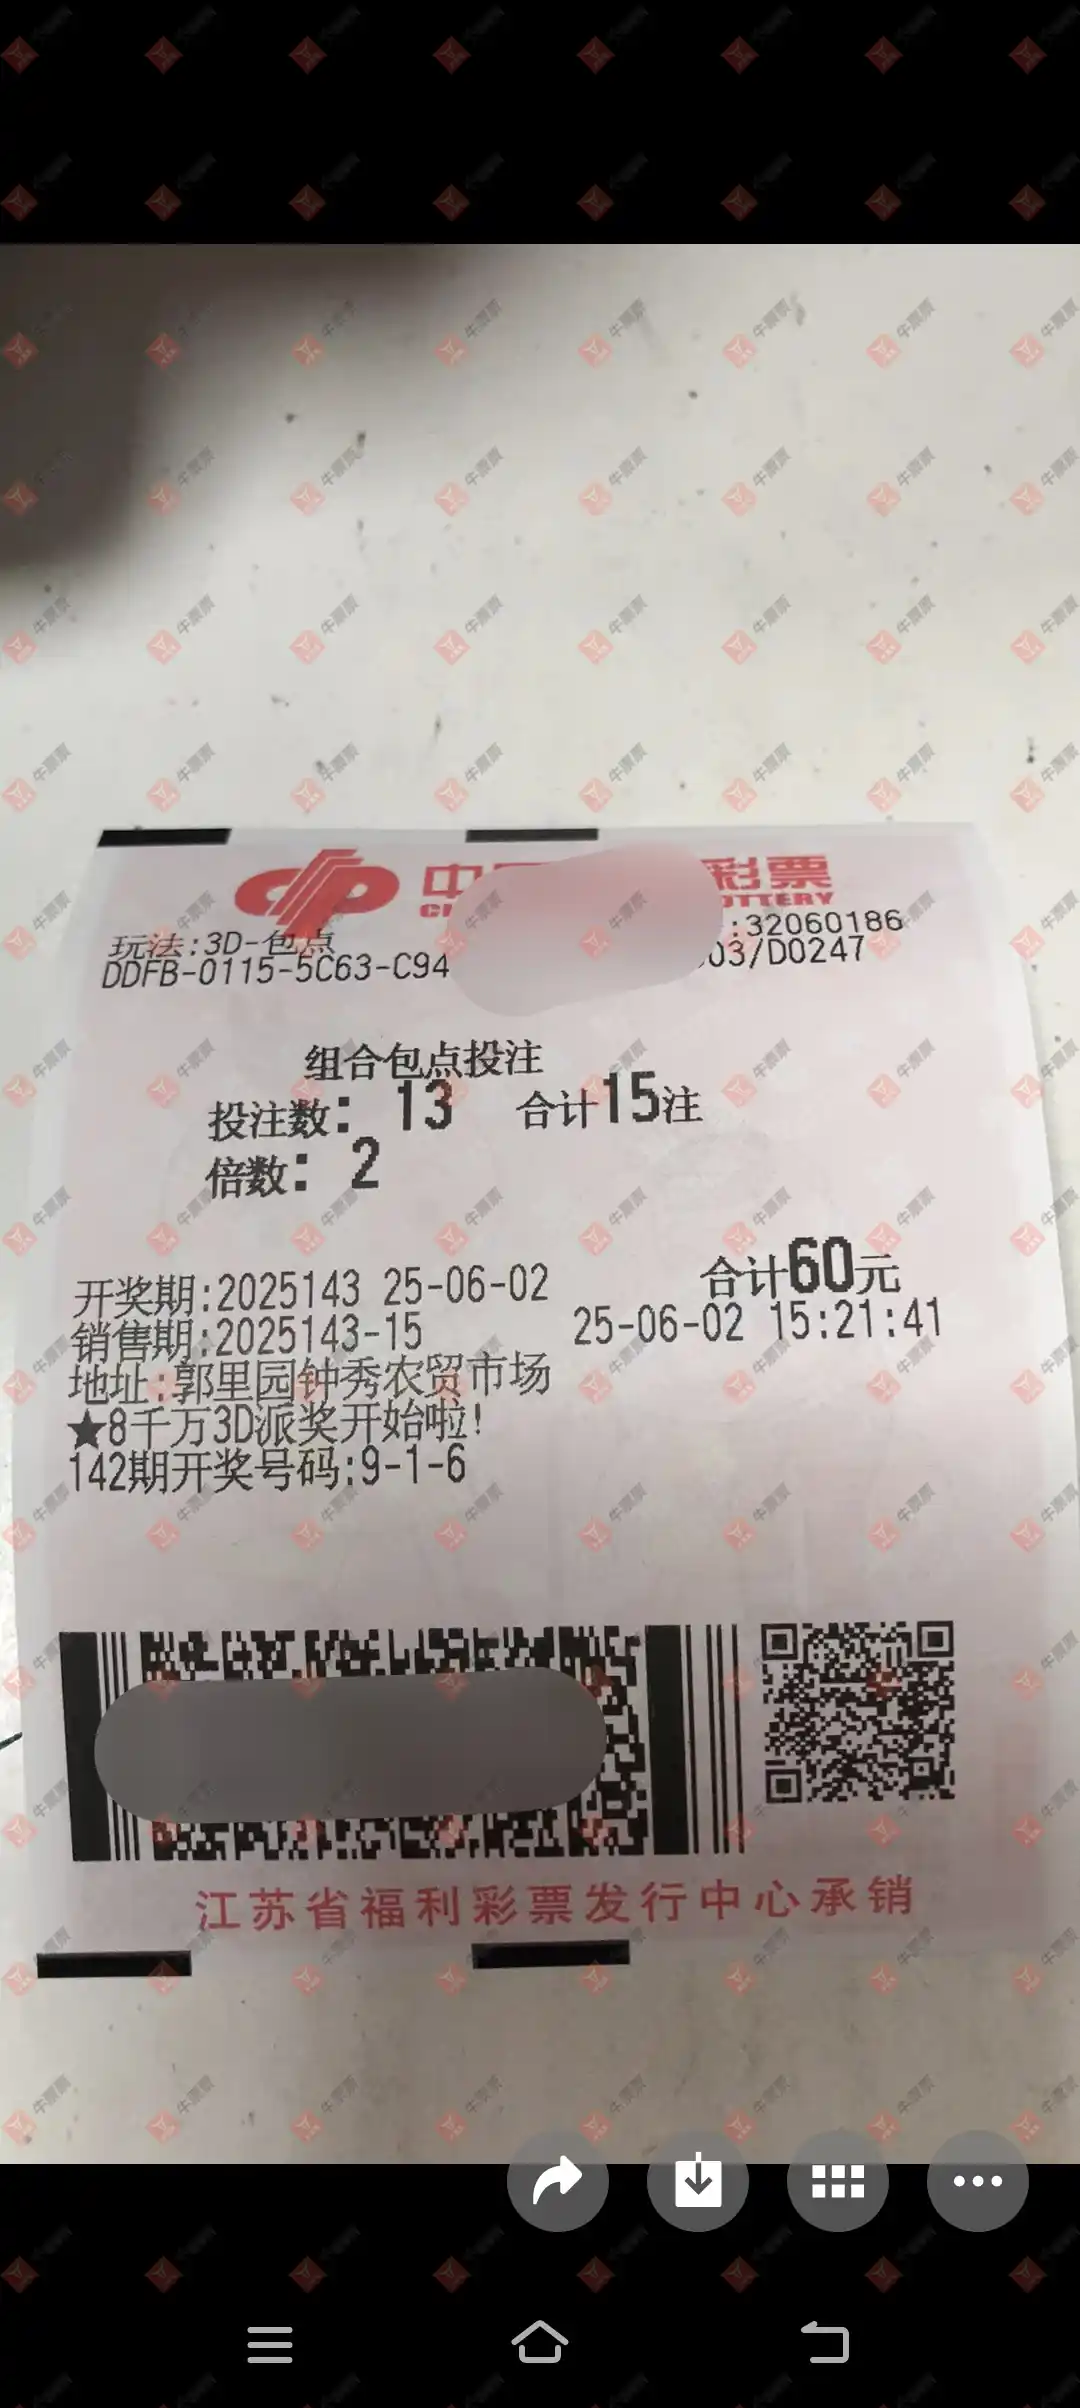 中 彩票
玩法:3D-包点 :32060186
DDFB-0115-5C63-C94 03/D0247
组合包点投注
投注数: 13 合计15注
倍数: 2
合计60元
开奖期:2025143 25-06-02
销售期:2025143-15 25-06-02 15:21:41
地址:郭里园钟秀农贸市场
★8千万3D派奖开始啦!
142期开奖号码:9-1-6
江苏省福利彩票发行中心承销
牛票票